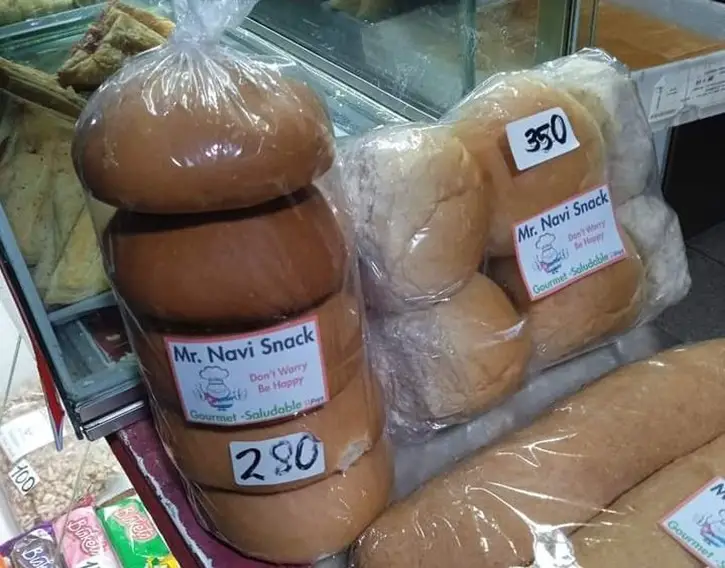 350
Mr. Navi Snack
Don't Worry
Be Happy
Gourmet - Saludable
Mr. Navi Snack
Don't Worry
Be Happy
Gourmet - Saludable
280
100